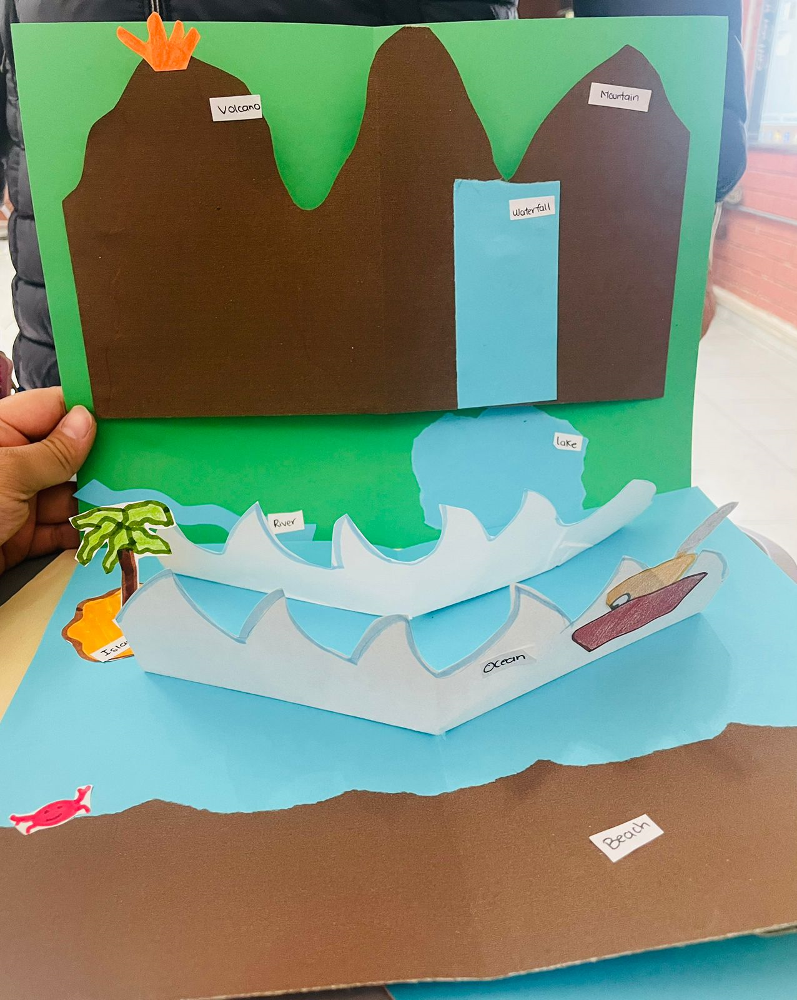 Volcano
Mountain
Waterfall
lake
River
Ocean
Beach